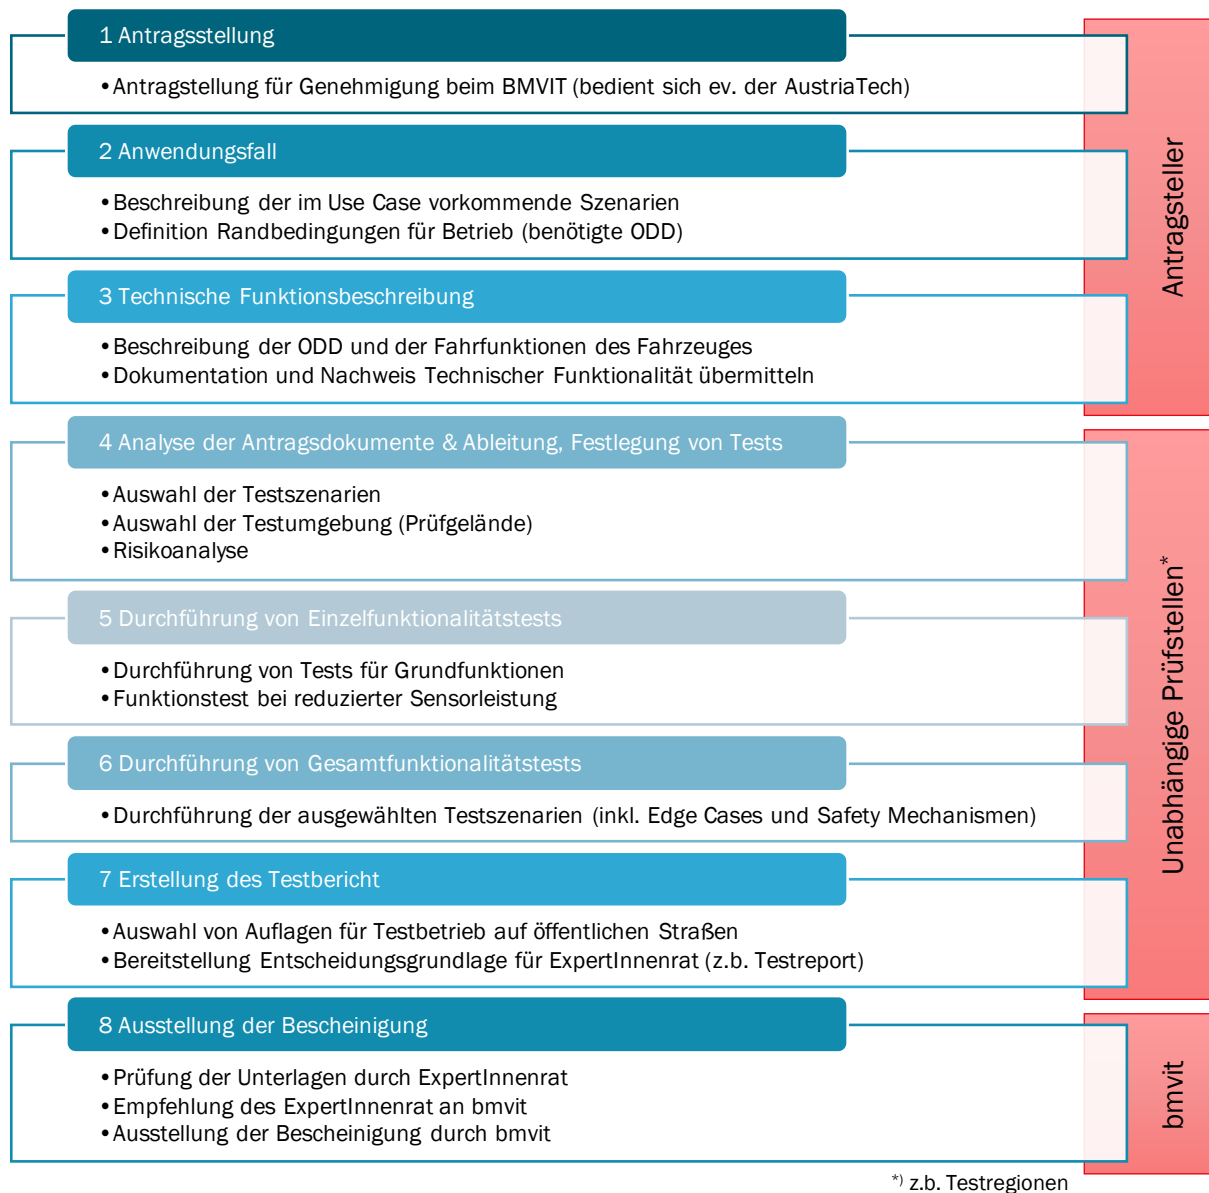 1 Antragsstellung
•Antragstellung für Genehmigung beim BMVIT (bedient sich ev. der AustriaTech)
2 Anwendungsfall
•Beschreibung der im Use Case vorkommende Szenarien
•Definition Randbedingungen für Betrieb (benötigte ODD)
3 Technische Funktionsbeschreibung
•Beschreibung der ODD und der Fahrfunktionen des Fahrzeuges
•Dokumentation und Nachweis Technischer Funktionalität übermitteln
Antragsteller
4 Analyse der Antragsdokumente & Ableitung, Festlegung von Tests
•Auswahl der Testszenarien
•Auswahl der Testumgebung (Prüfgelände)
•Risikoanalyse
5 Durchführung von Einzelfunktionalitätstests
•Durchführung von Tests für Grundfunktionen
•Funktionstest bei reduzierter Sensorleistung
6 Durchführung von Gesamtfunktionalitätstests
•Durchführung der ausgewählten Testszenarien (inkl. Edge Cases und Safety Mechanismen)
7 Erstellung des Testbericht
•Auswahl von Auflagen für Testbetrieb auf öffentlichen Straßen
•Bereitstellung Entscheidungsgrundlage für ExpertInnenrat (z.b. Testreport)
Unabhängige Prüfstellen*
8 Ausstellung der Bescheinigung
•Prüfung der Unterlagen durch ExpertInnenrat
•Empfehlung des ExpertInnenrat an bmvit
•Ausstellung der Bescheinigung durch bmvit
bmvit
*) z.b. Testregionen